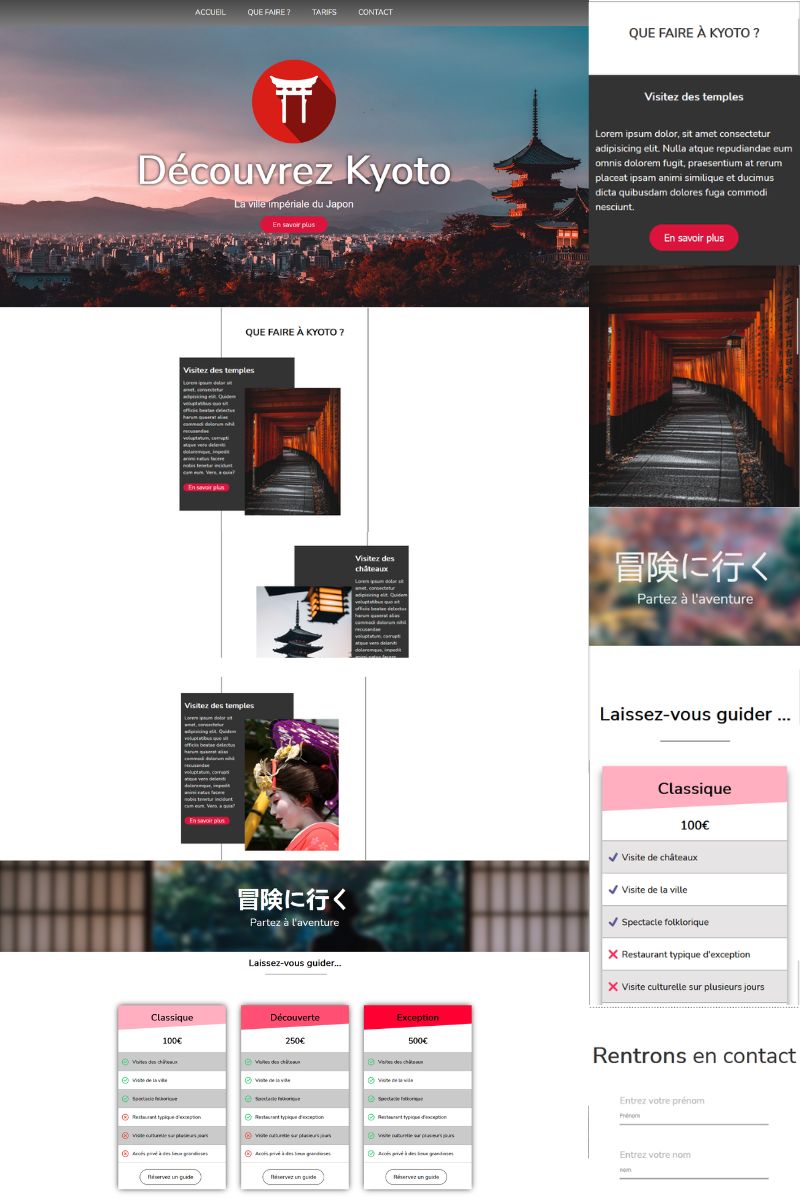 ACCUEIL QUE FAIRE ? TARIFS CONTACT
Découvrez Kyoto
La ville impériale du Japon
En savoir plus
QUE FAIRE À KYOTO ?
Visitez des temples
Lorem ipsum dolor sit
amet, consectetur
adipisicing elit. Quidem
voluptatibus quo sit
officiis beatae delectus
harum quaerat alias
commodi dolorum nihil
recusandae
voluptatum, corrupti
atque vero deleniti
doloremque, impedit
animi natus facere
nobis tenetur incidunt
cum eum. Vero, a quia?
En savoir plus
Visitez des
châteaux
Lorem ipsum dolor sit
amet, consectetur
adipisicing elit. Quidem
voluptatibus quo sit
officiis beatae delectus
harum quaerat alias
commodi dolorum nihil
recusandae
voluptatum, corrupti
atque vero deleniti
doloremque, impedit
animi natus facere
Visitez des temples
Lorem ipsum dolor sit
amet, consectetur
adipisicing elit. Quidem
voluptatibus quo sit
officiis beatae delectus
harum quaerat alias
commodi dolorum nihil
recusandae
voluptatum, corrupti
atque vero deleniti
doloremque, impedit
animi natus facere
nobis tenetur incidunt
cum eum. Vero, a quia?
En savoir plus
冒険に行く
Partez à l'aventure
Laissez-vous guider...
Classique
100€
Visites des châteaux
Visite de la ville
Spectacle folkorique
Restaurant typique d'exception
Visite culturelle sur plusieurs jours
Accés privé à des lieux grandioses
Réservez un guide
Découverte
250€
Visites des châteaux
Visite de la ville
Spectacle folkorique
Restaurant typique d'exception
Visite culturelle sur plusieurs jours
Accés privé à des lieux grandioses
Réservez un guide
Exception
500€
Visites des châteaux
Visite de la ville
Spectacle folkorique
Restaurant typique d'exception
Visite culturelle sur plusieurs jours
Accés privé à des lieux grandioses
Réservez un guide
QUE FAIRE À KYOTO ?
Visitez des temples
Lorem ipsum dolor, sit amet consectetur
adipisicing elit. Nulla atque repudiandae eum
omnis dolorem fugit, praesentium at rerum
placeat ipsam animi similique et ducimus
dicta quibusdam dolores fuga commodi
nesciunt.
En savoir plus
冒険に行く
Partez à l'aventure
Laissez-vous guider ...
Classique
100€
Visite de châteaux
Visite de la ville
Spectacle folklorique
Restaurant typique d'exception
Visite culturelle sur plusieurs jours
Rentrons en contact
Entrez votre prénom
Prénom
Entrez votre nom
nom